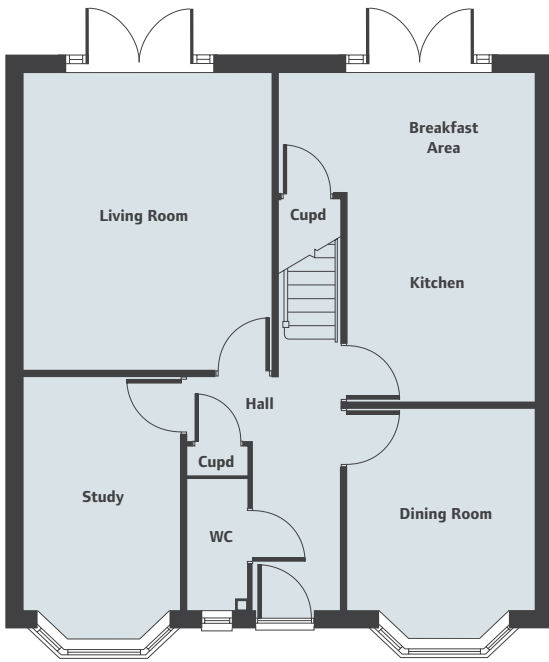 Breakfast
Area
Living Room
Cupd
Kitchen
Hall
Cupd
Study
Dining Room
WC